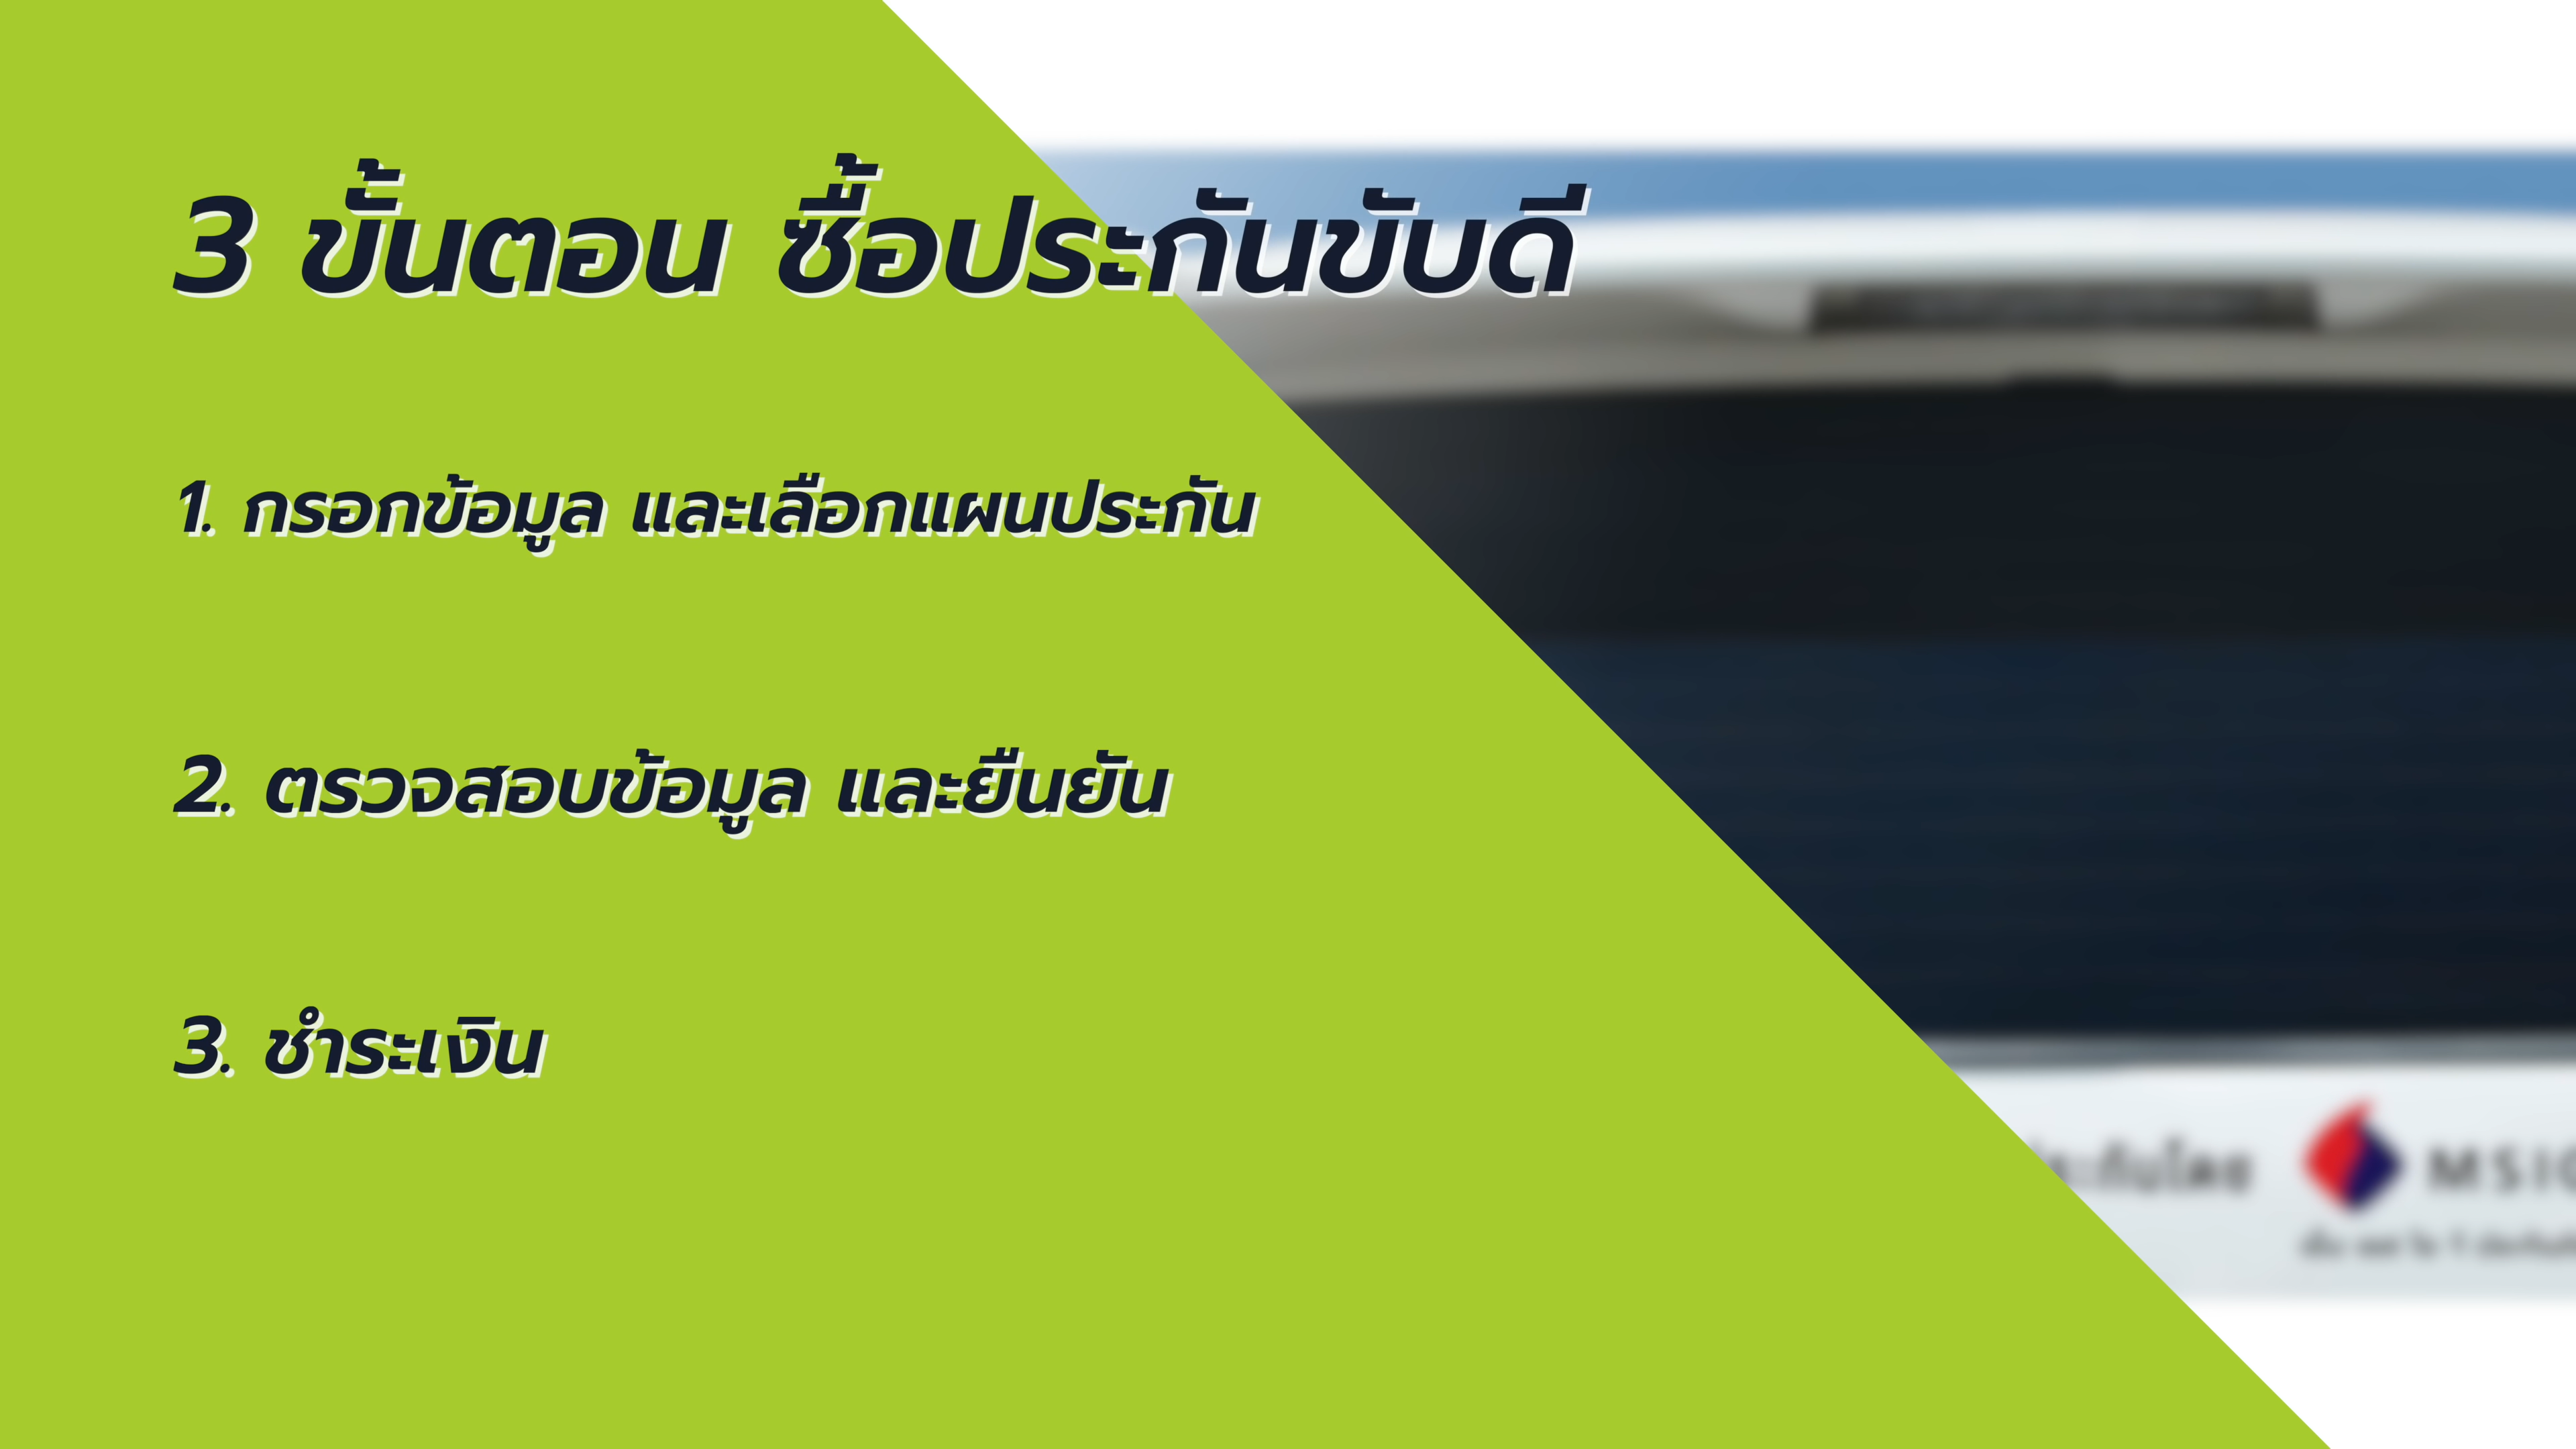 3 ขั้นตอน ซื้อประกันขับดี
1. กรอกข้อมูล และเลือกแผนประกัน
2. ตรวจสอบข้อมูล และยืนยัน
3. ชำระเงิน
MSIG